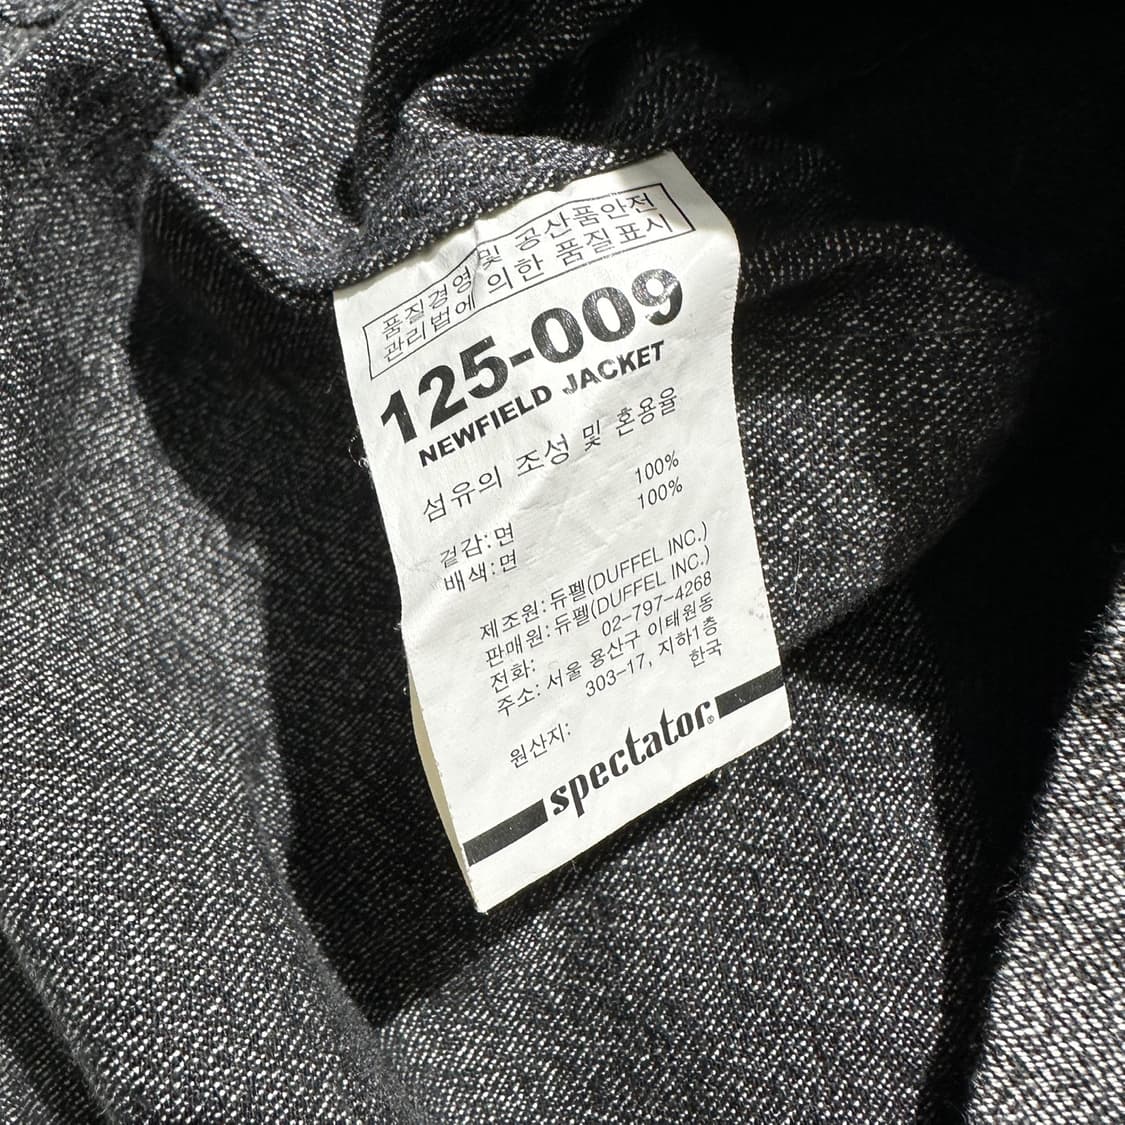 품질경영 및 공산품안전
관리법에 의한 품질표시
125-009
NEWFIELD JACKET
섬유의 조성 및 혼용율
겉감:면 100%
배색:면 100%
제조원:듀펠(DUFFEL INC.)
판매원:듀펠(DUFFEL INC.)
전화: 02-797-4268
주소: 서울 용산구 이태원동
303-17, 지하1층
원산지: 한국
spectator®